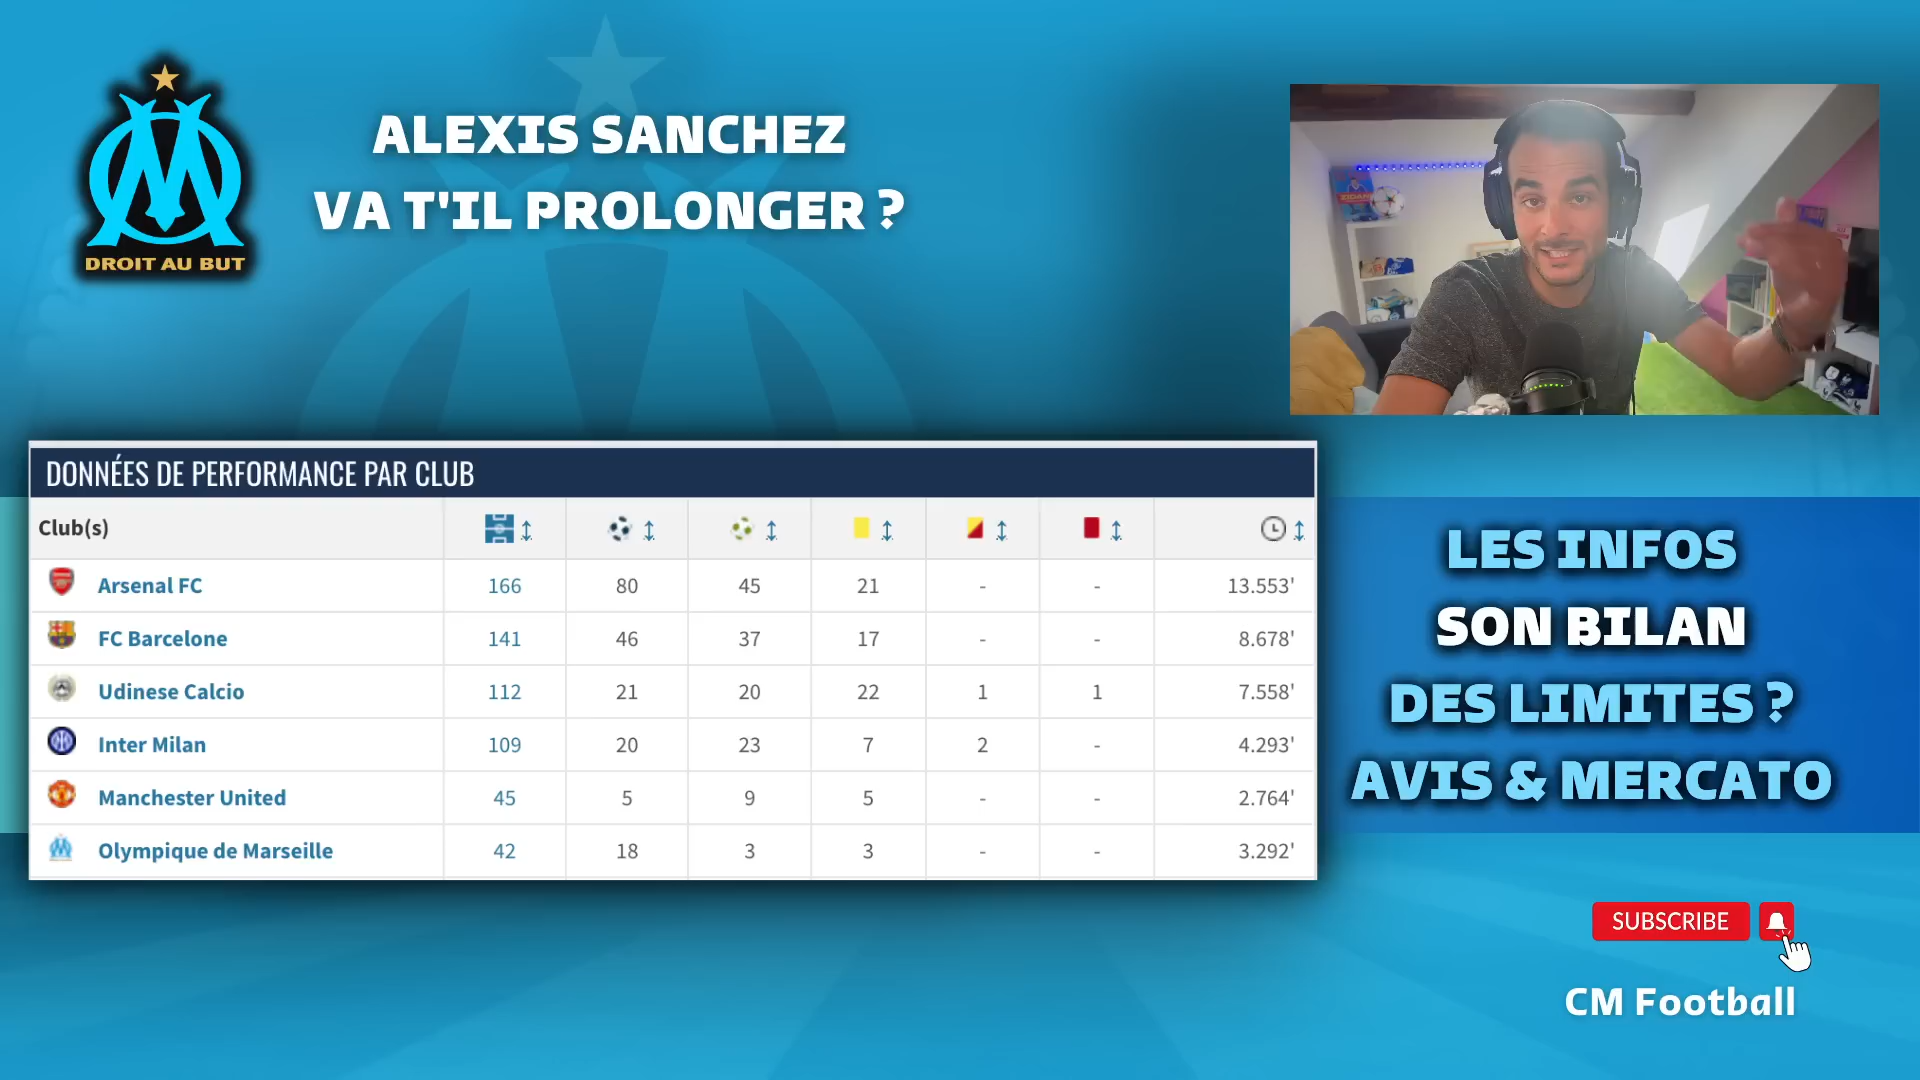 DROIT AU BUT
ALEXIS SANCHEZ
VA T'IL PROLONGER ?
ZIDANE
DONNÉES DE PERFORMANCE PAR CLUB
Club(s)
Arsenal FC 166 80 45 21 - - 13.553'
FC Barcelone 141 46 37 17 - - 8.678'
Udinese Calcio 112 21 20 22 1 1 7.558'
Inter Milan 109 20 23 7 2 - 4.293'
Manchester United 45 5 9 5 - - 2.764'
Olympique de Marseille 42 18 3 3 - - 3.292'
LES INFOS
SON BILAN
DES LIMITES ?
AVIS & MERCATO
SUBSCRIBE
CM Football